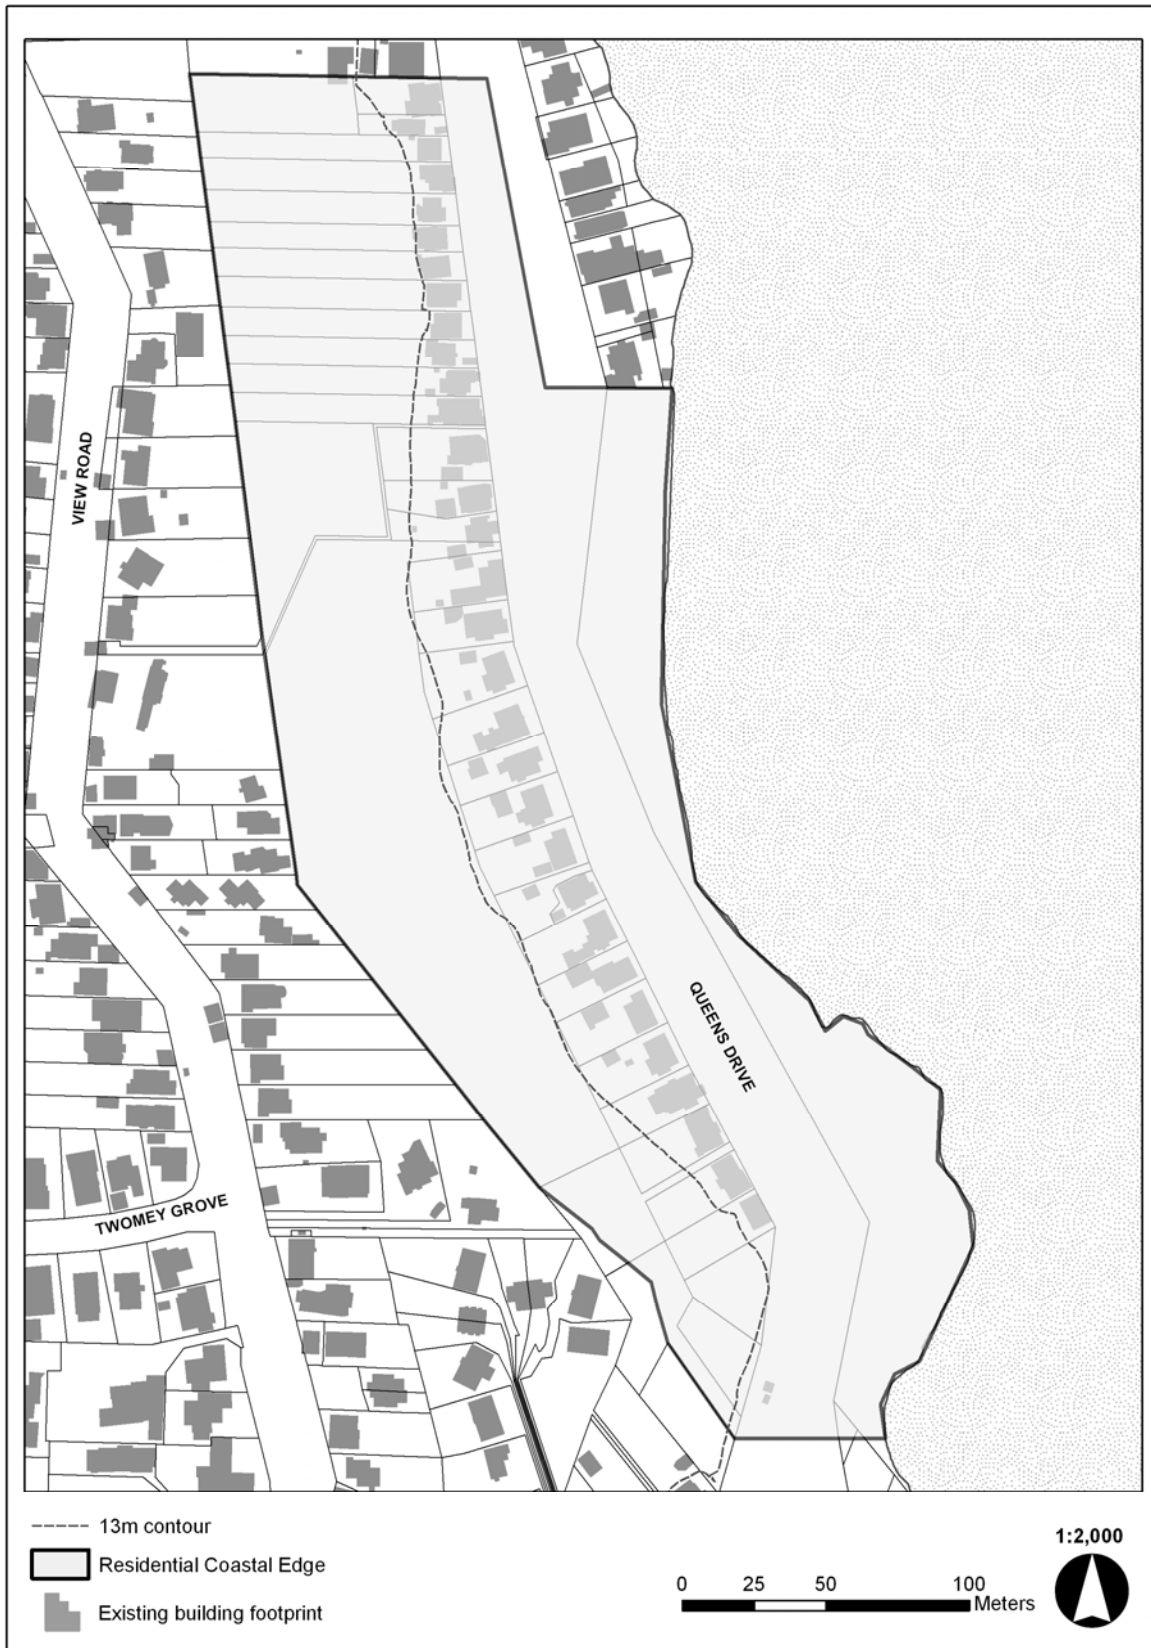 VIEW ROAD
QUEENS DRIVE
TWOMEY GROVE
13m contour
Residential Coastal Edge
Existing building footprint
1:2,000
0 25 50 100
Meters